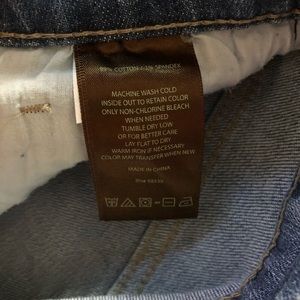 99% COTTON / 1% SPANDEX
MACHINE WASH COLD
INSIDE OUT TO RETAIN COLOR
ONLY NON-CHLORINE BLEACH
WHEN NEEDED
TUMBLE DRY LOW
OR FOR BETTER CARE
LAY FLAT TO DRY
WARM IRON IF NECESSARY
COLOR MAY TRANSFER WHEN NEW
MADE IN CHINA